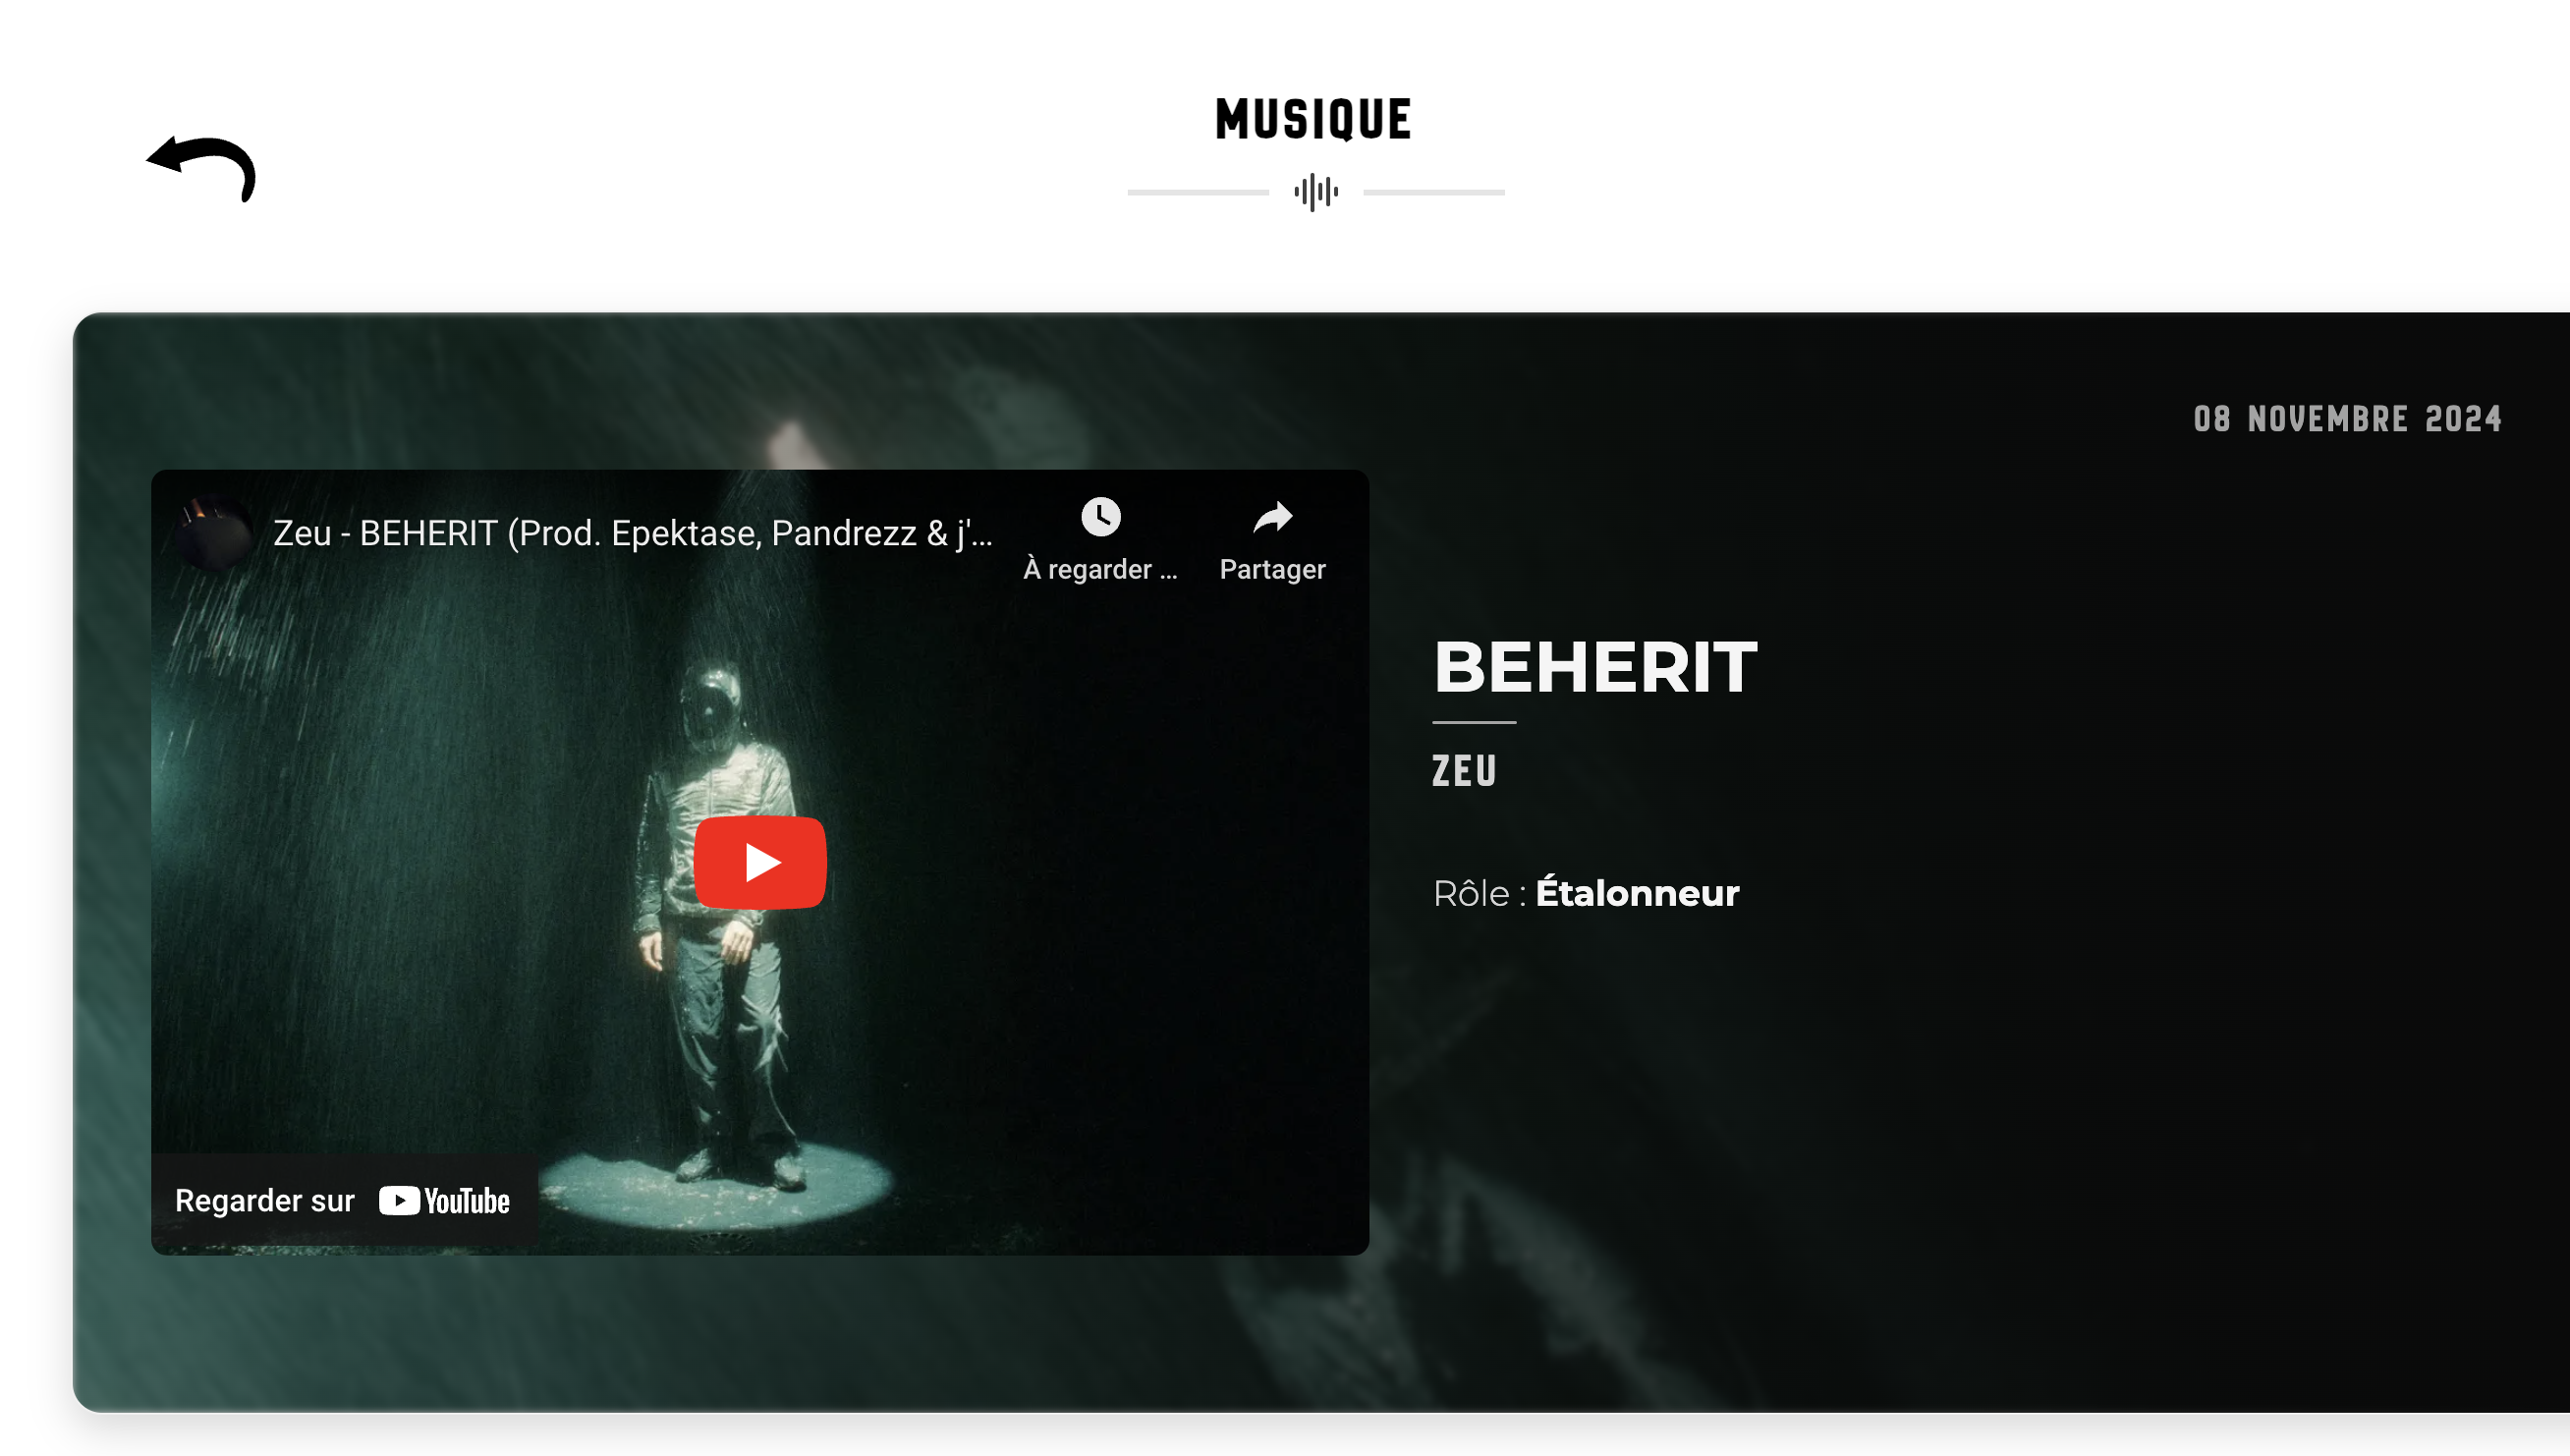 MUSIQUE
08 NOVEMBRE 2024
Zeu - BEHERIT (Prod. Epektase, Pandrezz & j'...
À regarder ...
Partager
BEHERIT
ZEU
Rôle : Étalonneur
Regarder sur YouTube